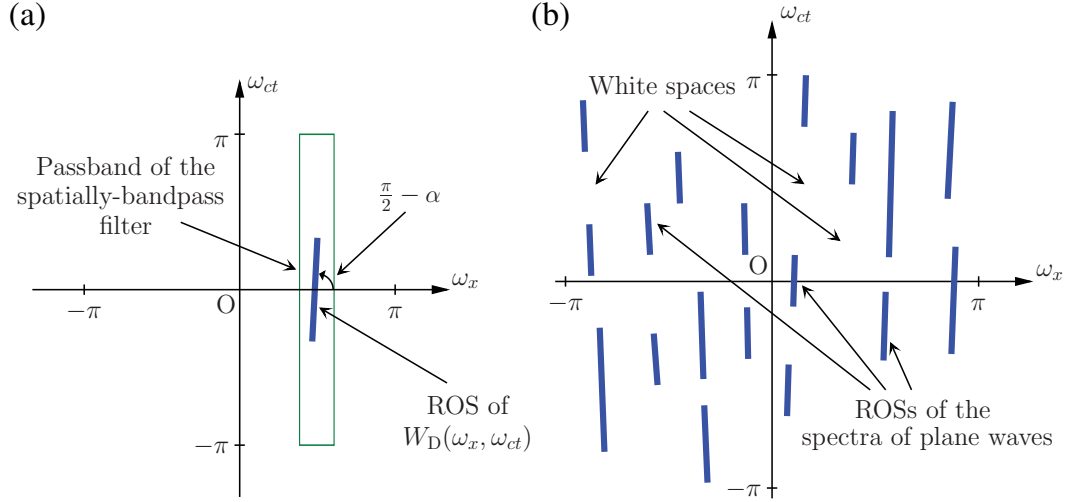 (a)
ω_ct
π
Passband of the
spatially-bandpass
filter
π/2 − α
ω_x
O
−π
π
ROS of
W_D(ω_x, ω_ct)
−π
(b)
ω_ct
π
White spaces
O
ω_x
−π
π
ROSs of the
spectra of plane waves
−π